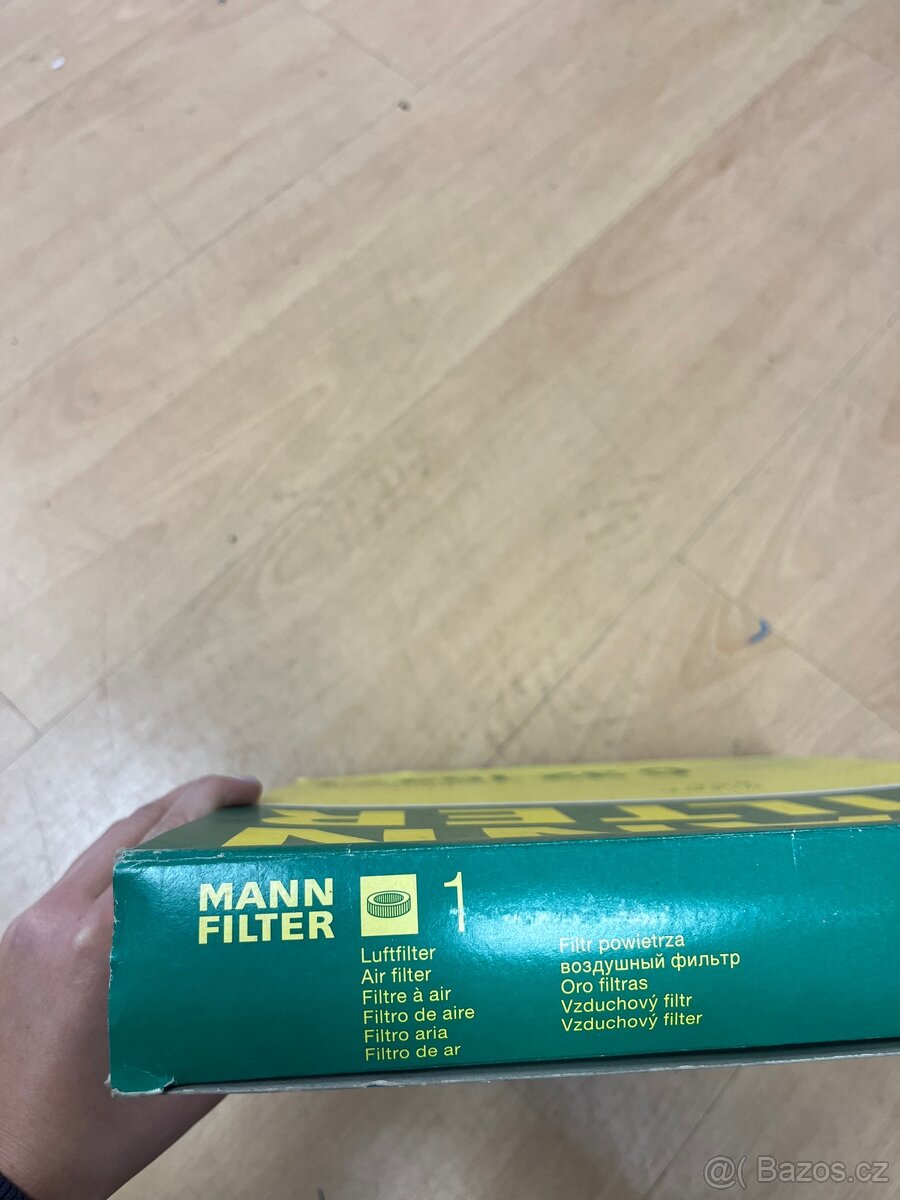 MANN
FILTER
1
Luftfilter
Air filter
Filtre à air
Filtro de aire
Filtro aria
Filtro de ar
Filtr powietrza
воздушный фильтр
Oro filtras
Vzduchový filtr
Vzduchový filter
Bazos.cz